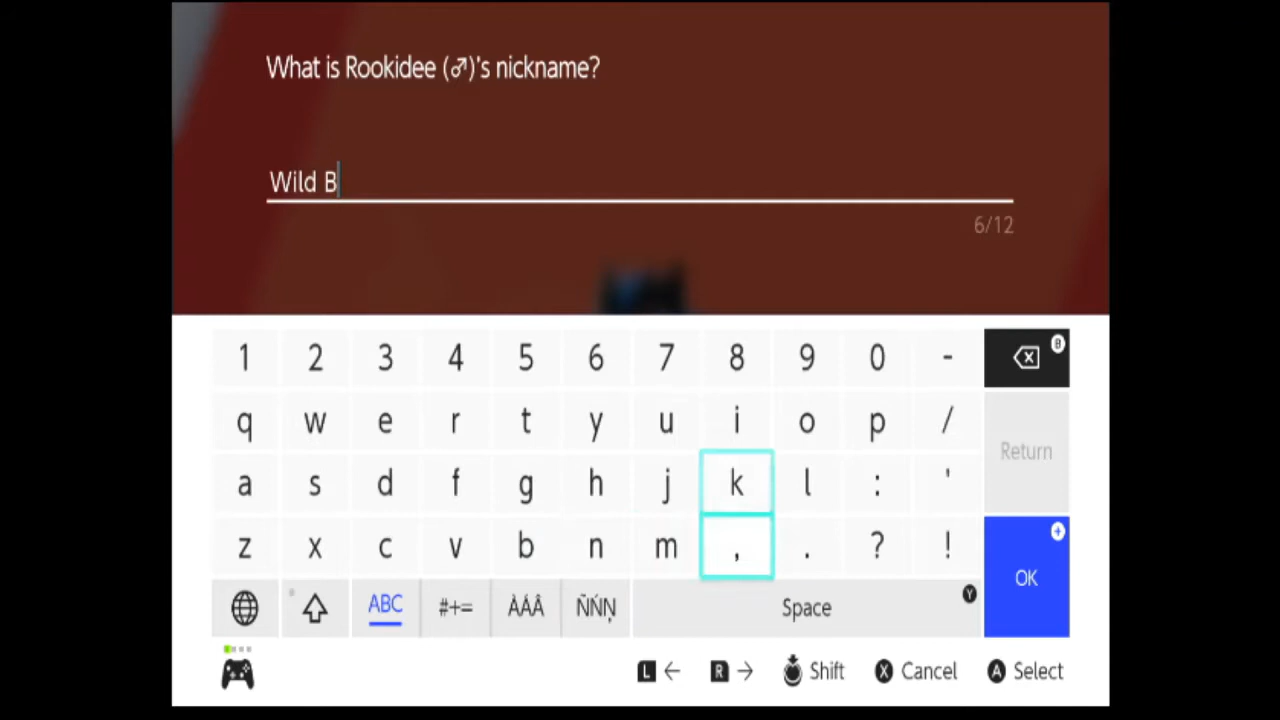 What is Rookidee (♂)'s nickname?
Wild B
6/12
1 2 3 4 5 6 7 8 9 0 - B
q w e r t y u i o p /
Return
a s d f g h j k l : '
z x c v b n m , . ? ! +
OK
ABC #+= ÀÁÂ ÑŃŅ Space Y
L ← R → Shift X Cancel A Select